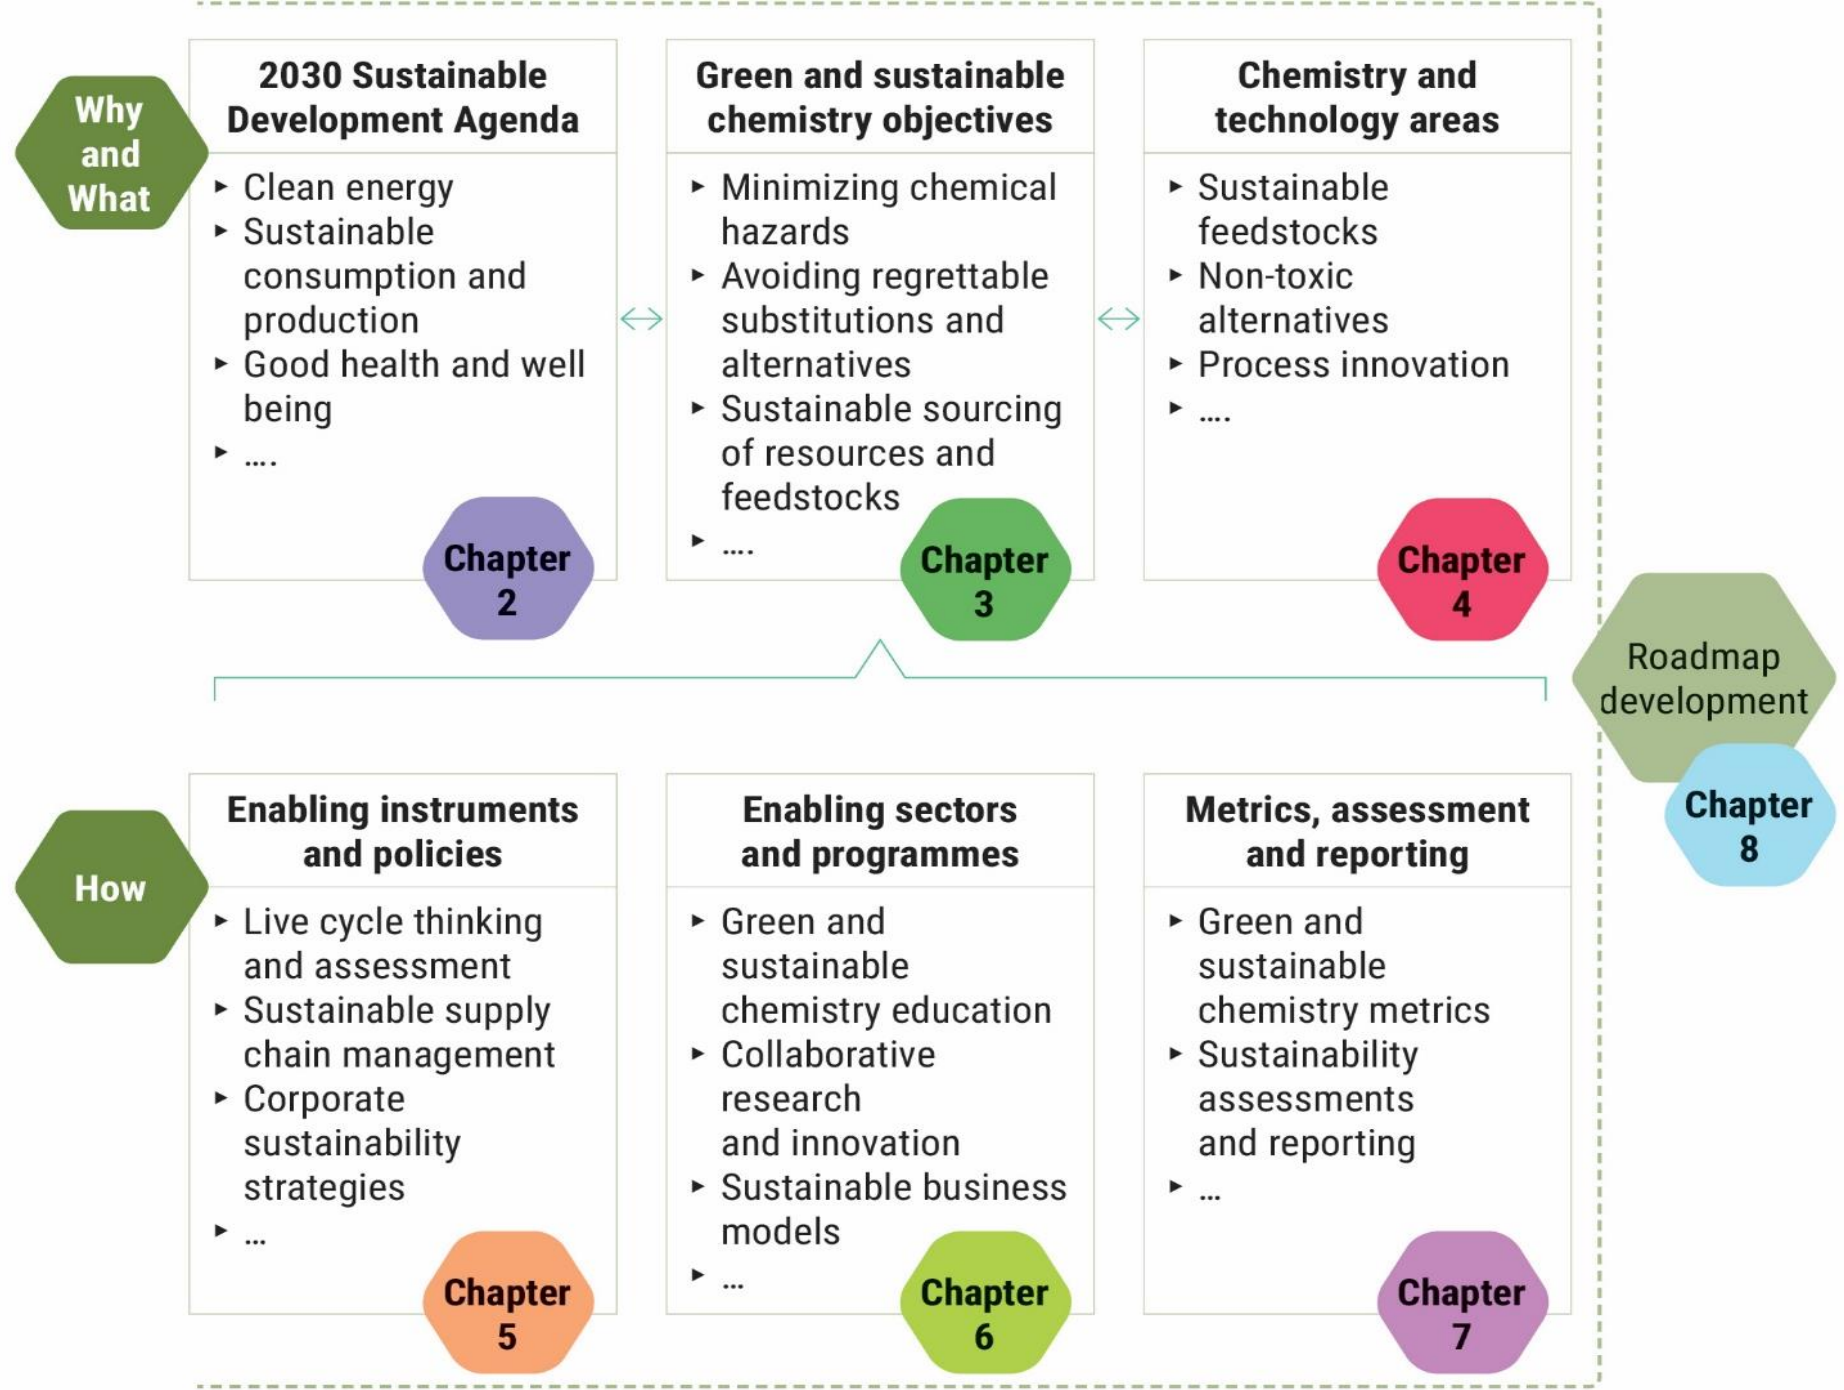 Why
and
What
2030 Sustainable
Development Agenda
▸ Clean energy
▸ Sustainable
consumption and
production
▸ Good health and well
being
▸ ....
Chapter
2
Green and sustainable
chemistry objectives
▸ Minimizing chemical
hazards
▸ Avoiding regrettable
substitutions and
alternatives
▸ Sustainable sourcing
of resources and
feedstocks
▸ ....
Chapter
3
Chemistry and
technology areas
▸ Sustainable
feedstocks
▸ Non-toxic
alternatives
▸ Process innovation
▸ ....
Chapter
4
Roadmap
development
Chapter
8
How
Enabling instruments
and policies
▸ Live cycle thinking
and assessment
▸ Sustainable supply
chain management
▸ Corporate
sustainability
strategies
▸ ...
Chapter
5
Enabling sectors
and programmes
▸ Green and
sustainable
chemistry education
▸ Collaborative
research
and innovation
▸ Sustainable business
models
▸ ...
Chapter
6
Metrics, assessment
and reporting
▸ Green and
sustainable
chemistry metrics
▸ Sustainability
assessments
and reporting
▸ ...
Chapter
7